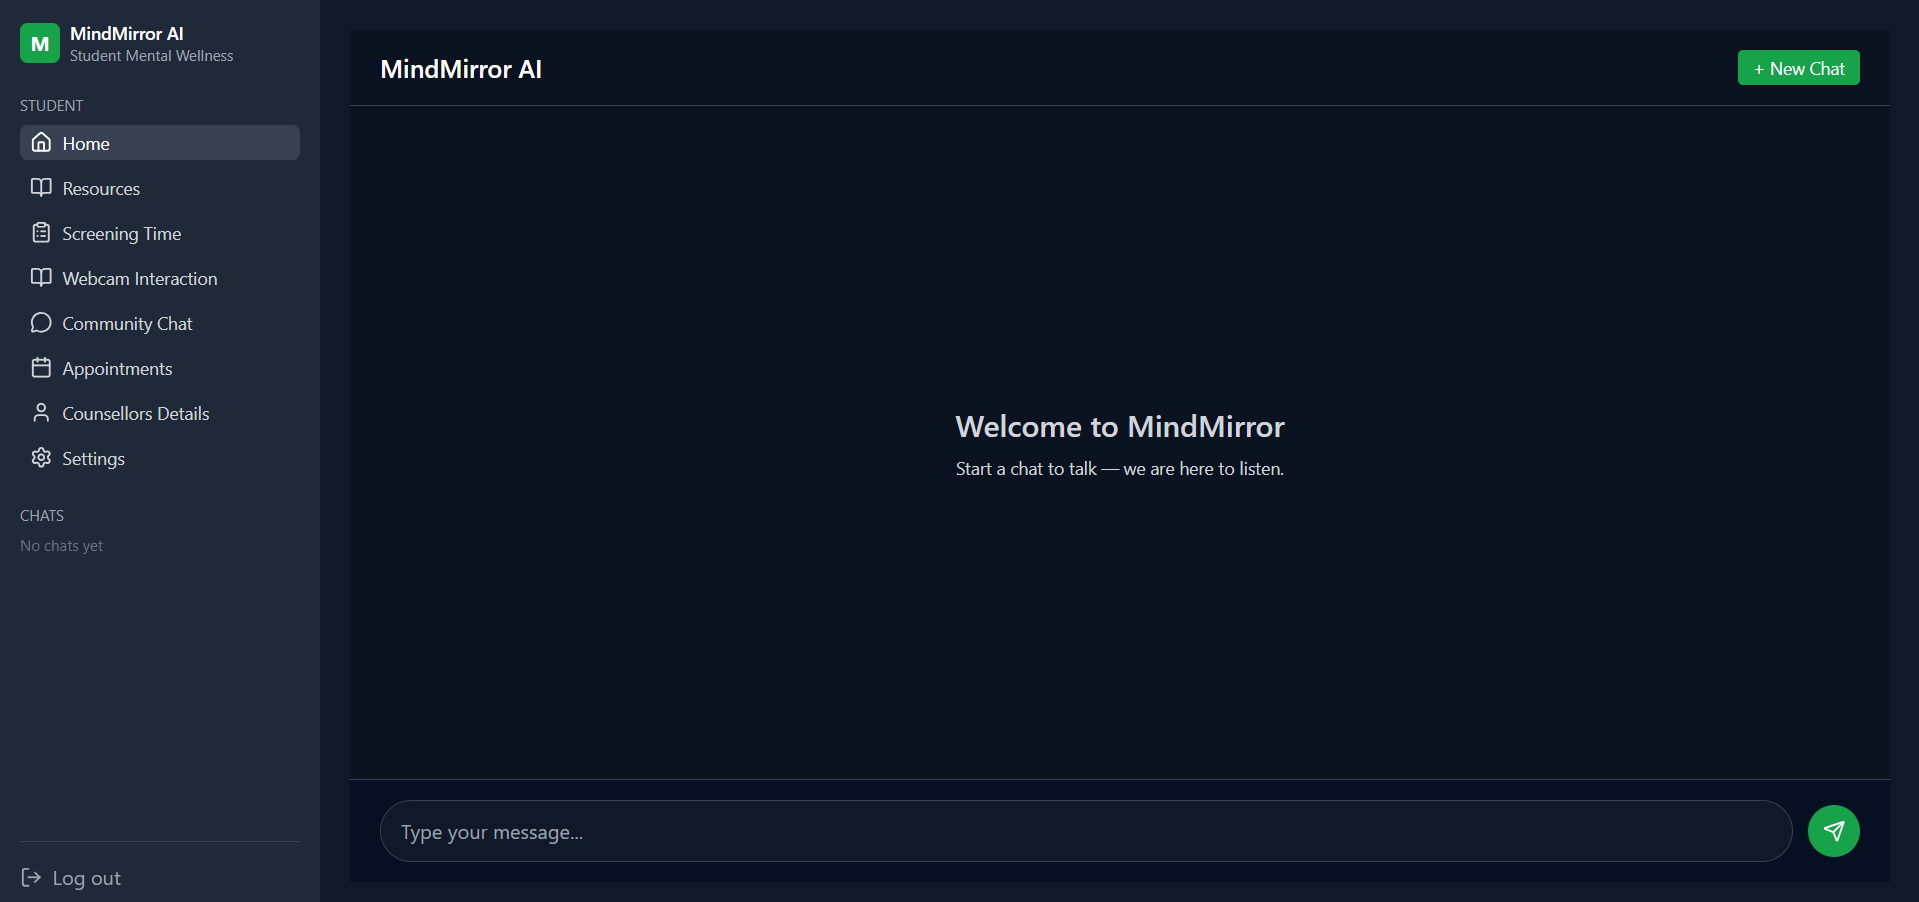 M
MindMirror AI
Student Mental Wellness
STUDENT
Home
Resources
Screening Time
Webcam Interaction
Community Chat
Appointments
Counsellors Details
Settings
CHATS
No chats yet
Log out
MindMirror AI
+ New Chat
Welcome to MindMirror
Start a chat to talk — we are here to listen.
Type your message...